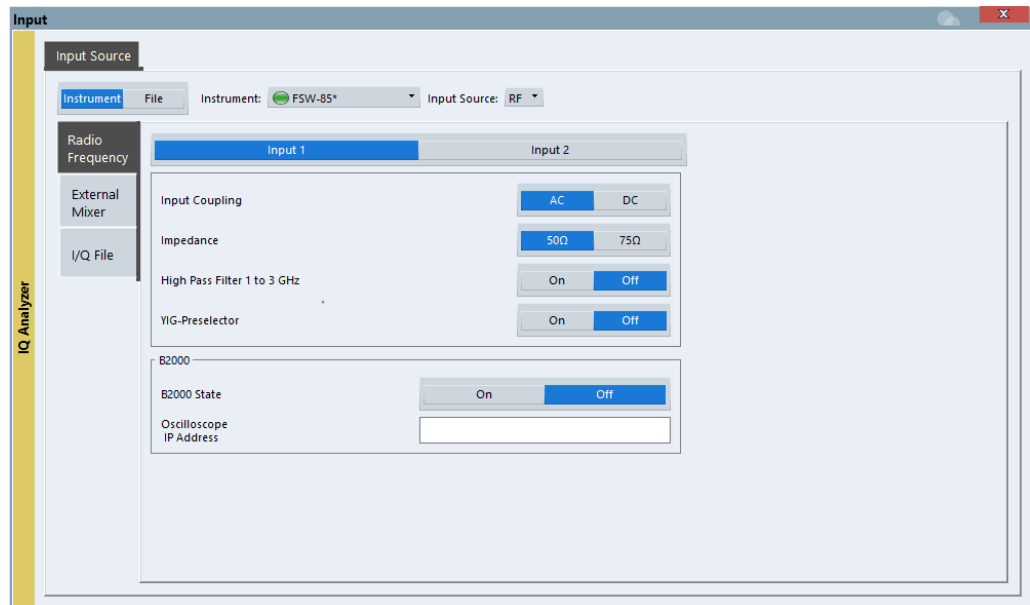 Input
X
Input Source
Instrument File Instrument: FSW-85* Input Source: RF
Radio
Frequency
Input 1 Input 2
External
Mixer
Input Coupling AC DC
Impedance 50Ω 75Ω
I/Q File
High Pass Filter 1 to 3 GHz On Off
YIG-Preselector On Off
IQ Analyzer
B2000
B2000 State On Off
Oscilloscope
IP Address